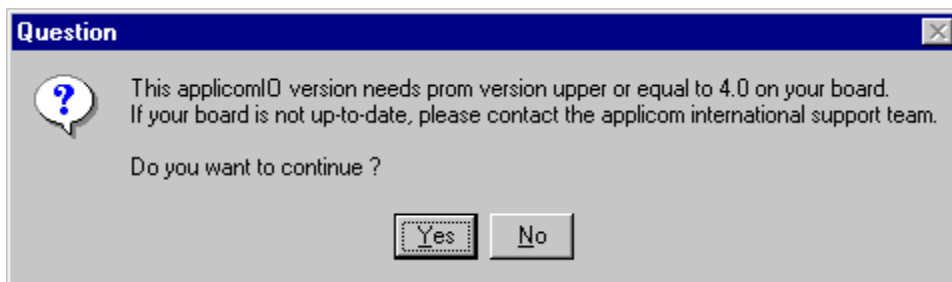 Question
This applicomIO version needs prom version upper or equal to 4.0 on your board.
If your board is not up-to-date, please contact the applicom international support team.
Do you want to continue ?
Yes No